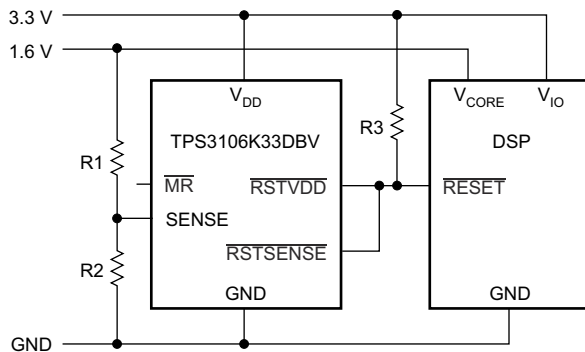 3.3 V
1.6 V
VDD
VCORE
VIO
TPS3106K33DBV
R3
DSP
R1
MR
RSTVDD
RESET
SENSE
R2
RSTSENSE
GND
GND
GND